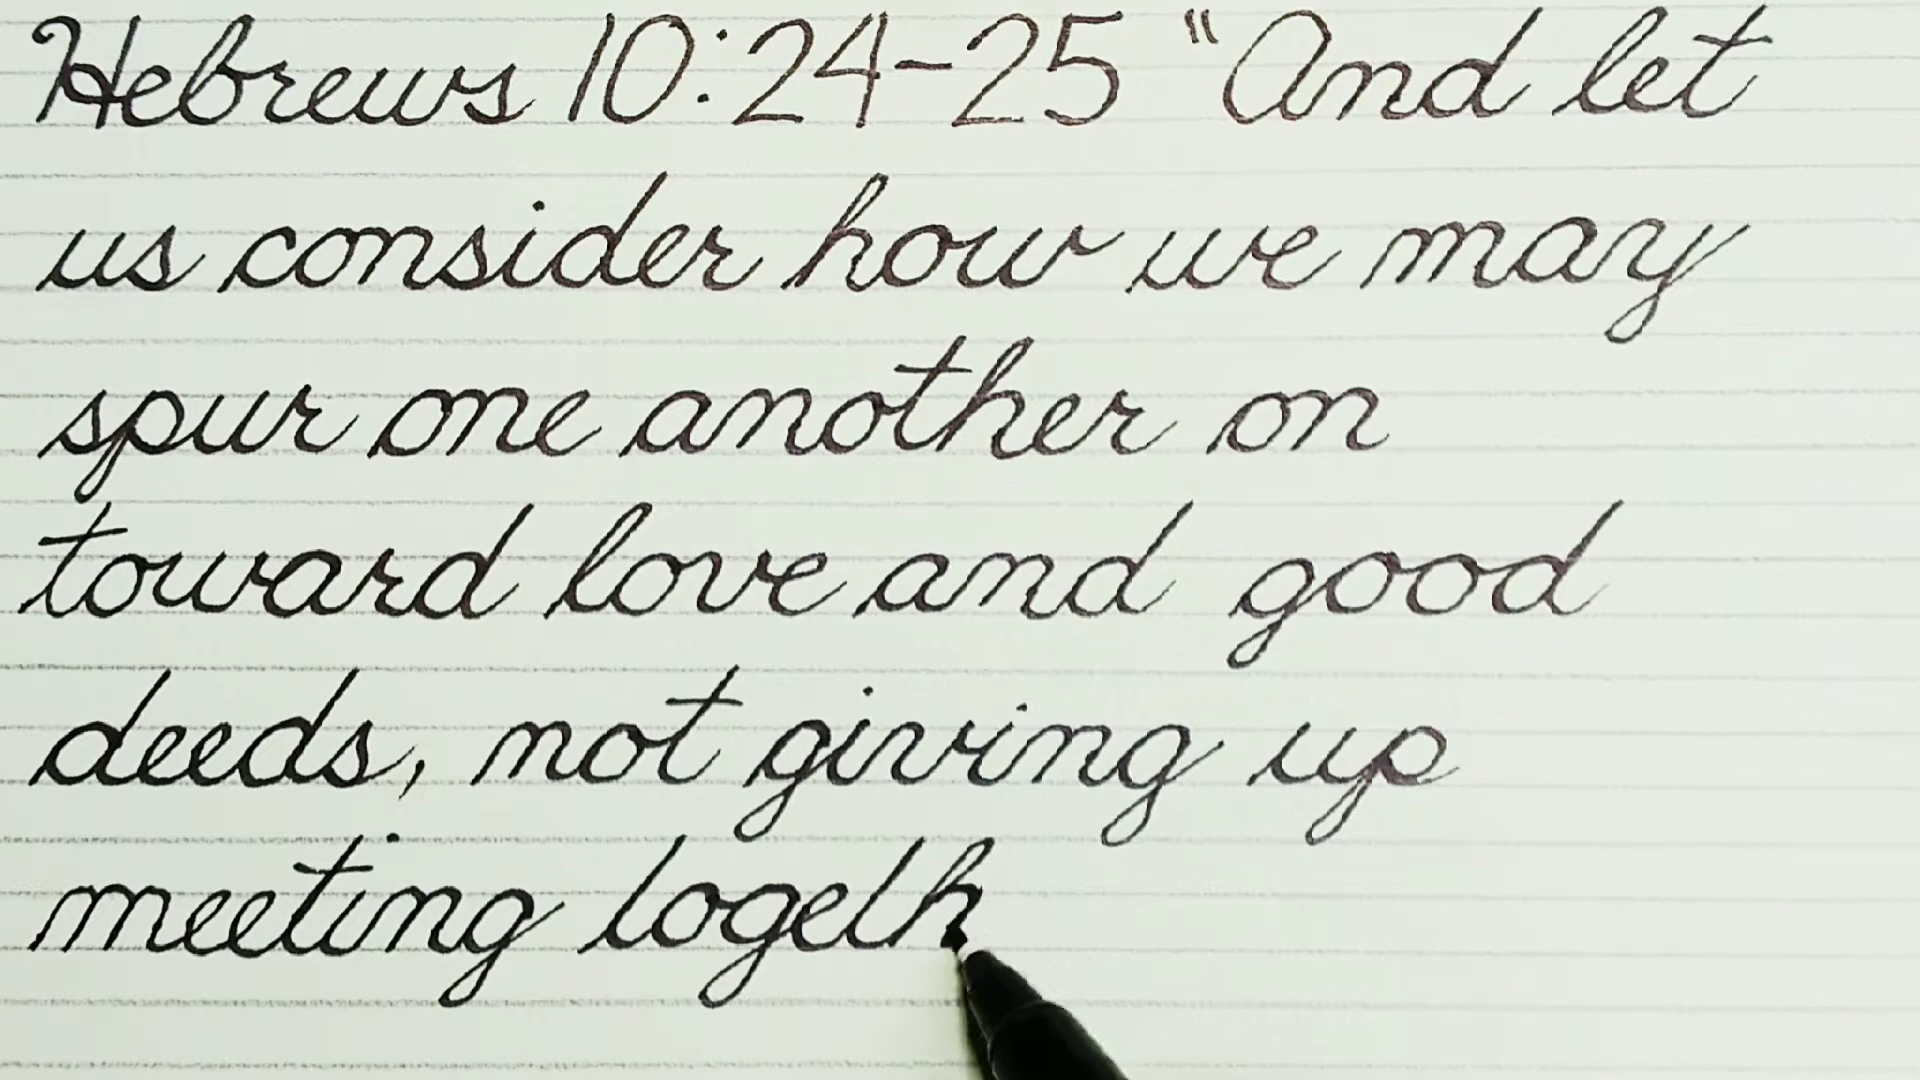 Hebrews 10:24-25 "And let
us consider how we may
spur one another on
toward love and good
deeds, not giving up
meeting togeth